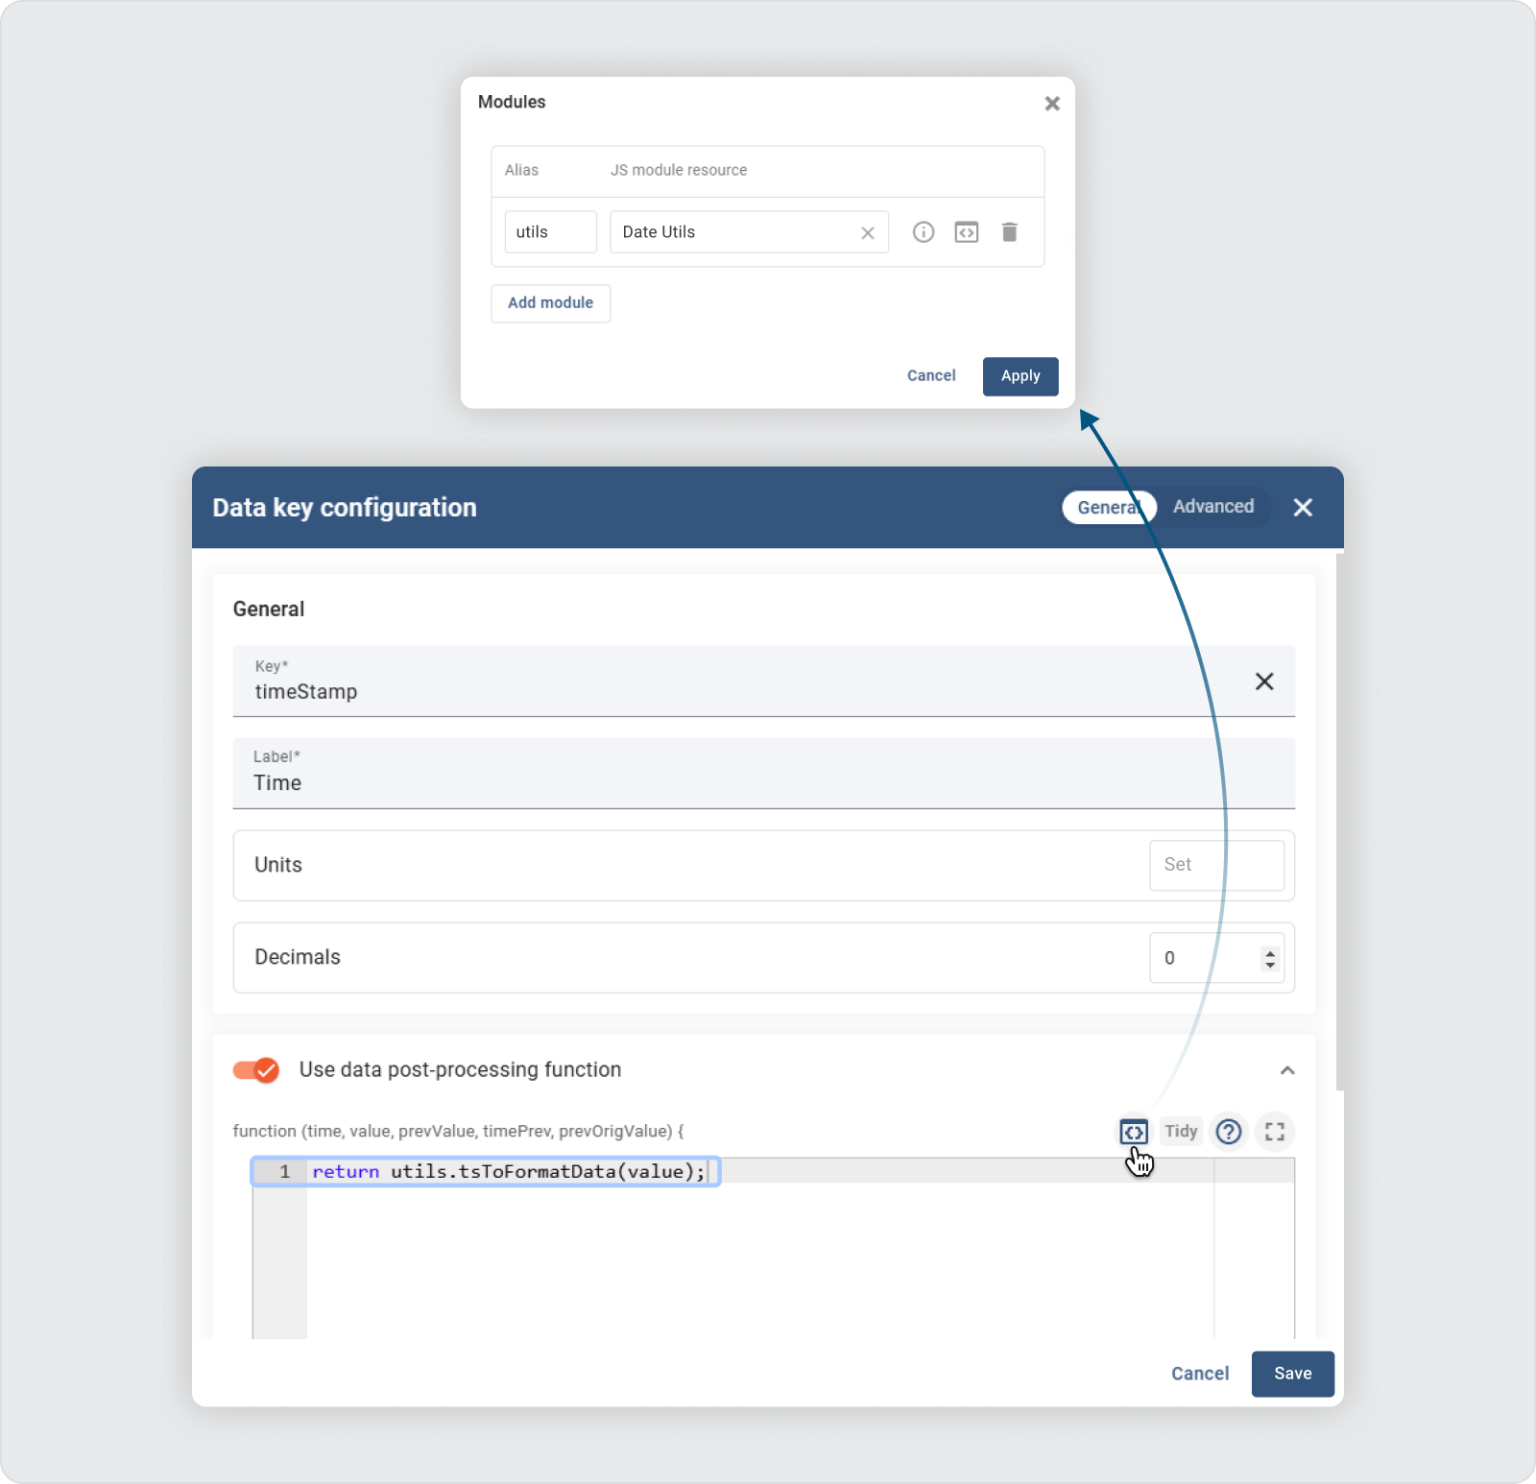 Modules
Alias JS module resource
utils Date Utils
Add module
Cancel Apply
Data key configuration
General Advanced
General
Key*
timeStamp
Label*
Time
Units Set
Decimals 0
Use data post-processing function
function (time, value, prevValue, timePrev, prevOrigValue) {
Tidy
1 return utils.tsToFormatData(value);
Cancel Save